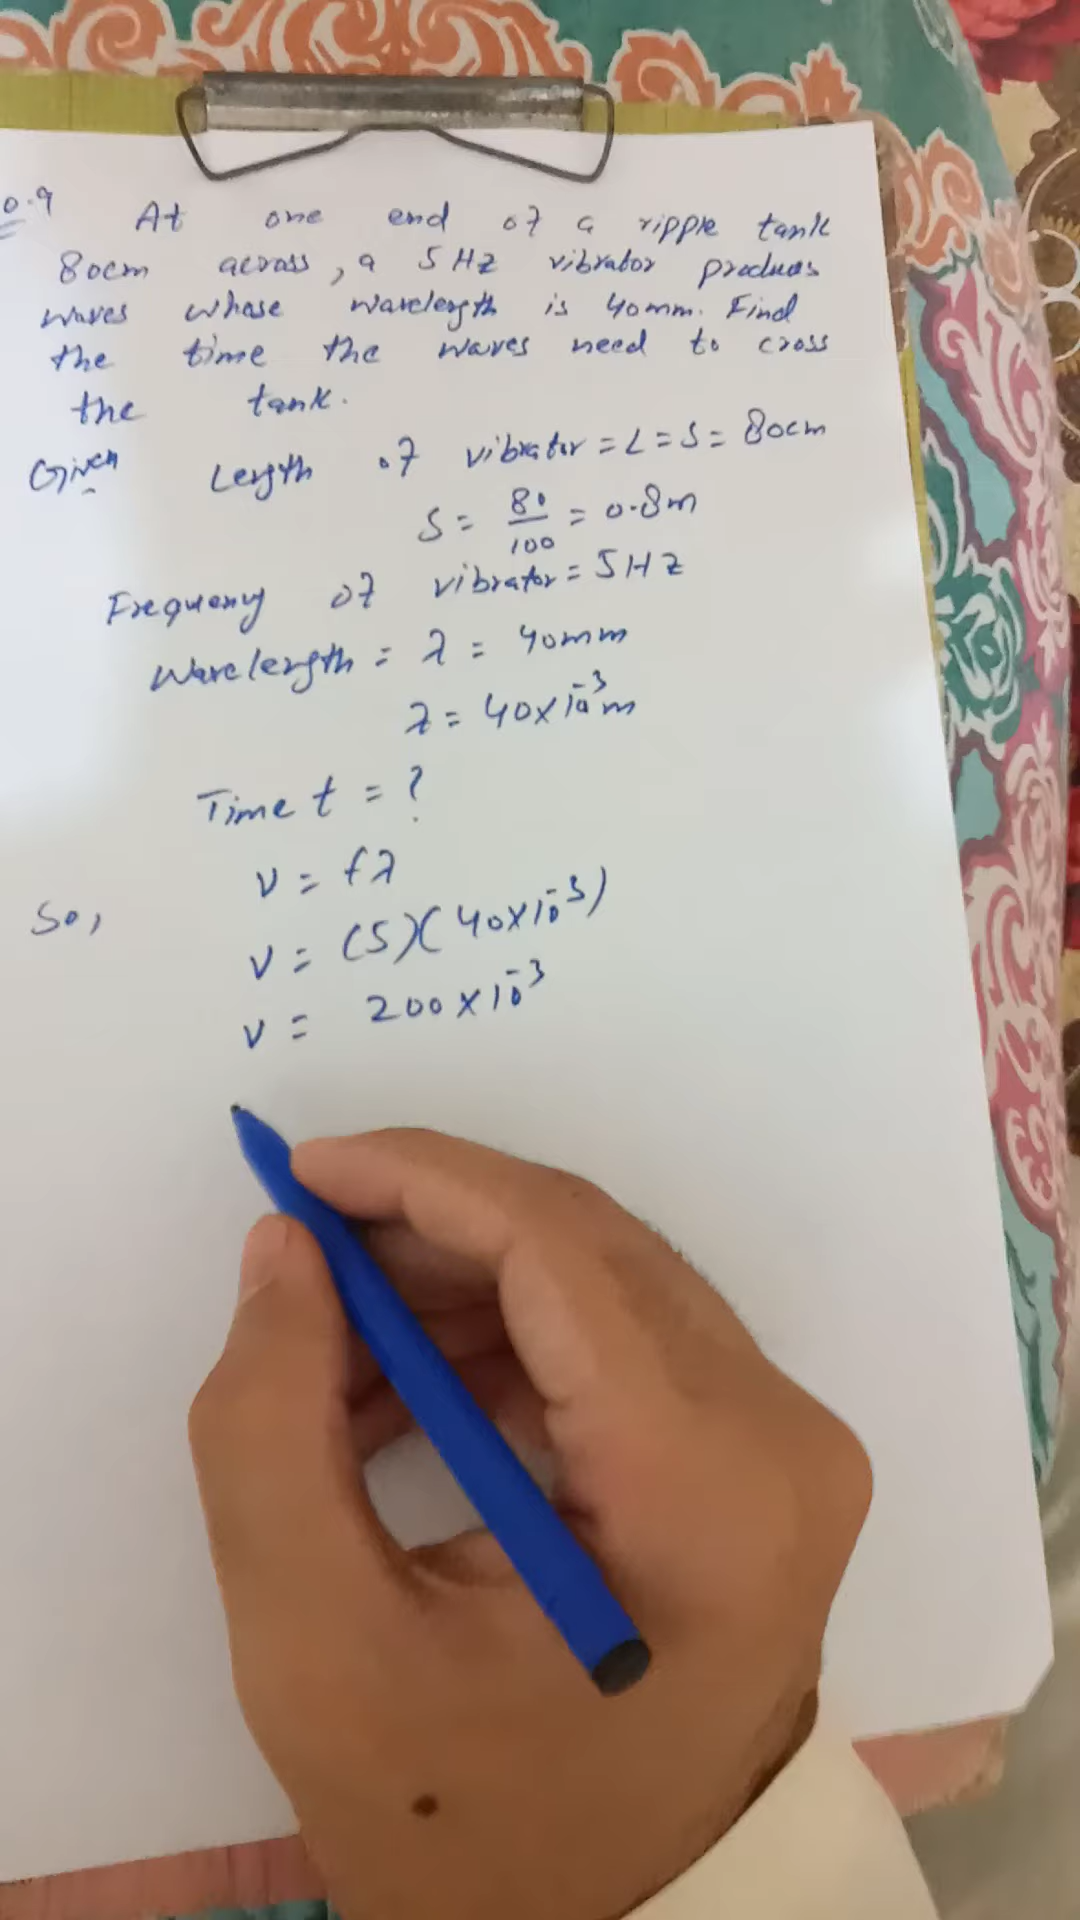 0.9 At one end of a ripple tank
80cm across, a 5Hz vibrator produces
waves whose wavelength is 40mm. Find
the time the waves need to cross
the tank.
Given Length of vibrator = L = S = 80cm
S = 80/100 = 0.8m
Frequency of vibrator = 5Hz
Wavelength = λ = 40mm
λ = 40×10⁻³m
Time t = ?
v = fλ
So,
v = (5)(40×10⁻³)
v = 200×10⁻³